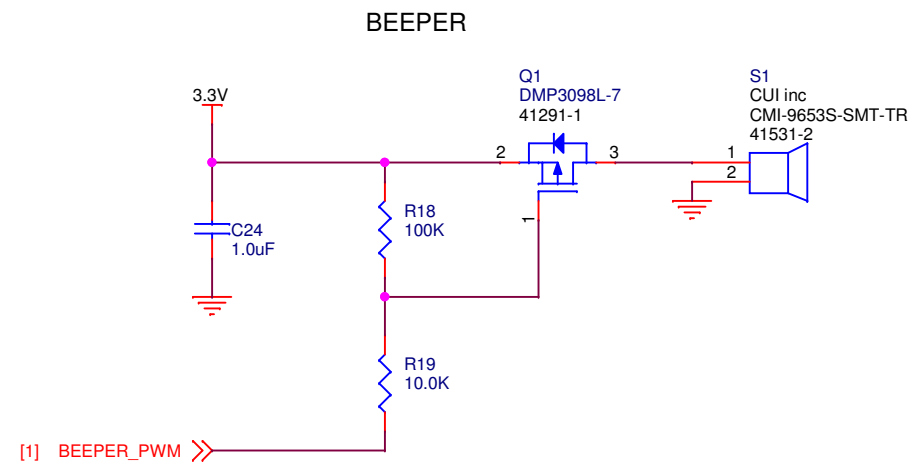 BEEPER
3.3V
Q1
DMP3098L-7
41291-1
S1
CUI inc
CMI-9653S-SMT-TR
41531-2
2
3
1
2
1
R18
100K
C24
1.0uF
R19
10.0K
[1] BEEPER_PWM